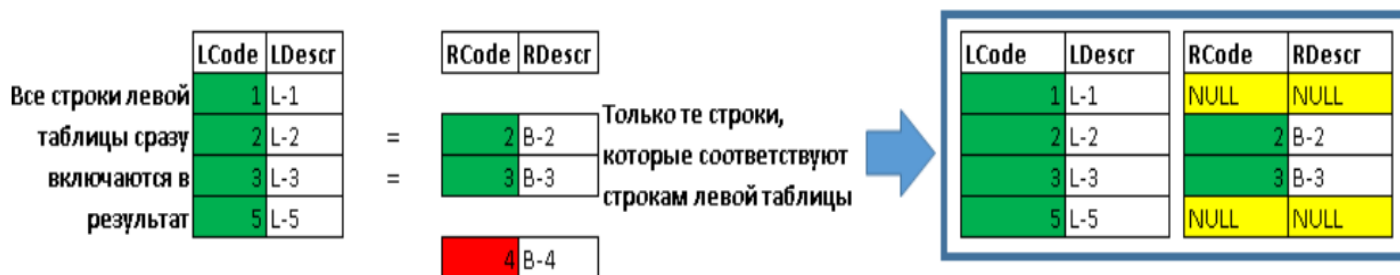 LCode LDescr
Все строки левой
таблицы сразу
включаются в
результат
1 L-1
2 L-2
3 L-3
5 L-5
=
=
RCode RDescr
2 B-2
3 B-3
4 B-4
Только те строки,
которые соответствуют
строкам левой таблицы
LCode LDescr RCode RDescr
1 L-1 NULL NULL
2 L-2 2 B-2
3 L-3 3 B-3
5 L-5 NULL NULL